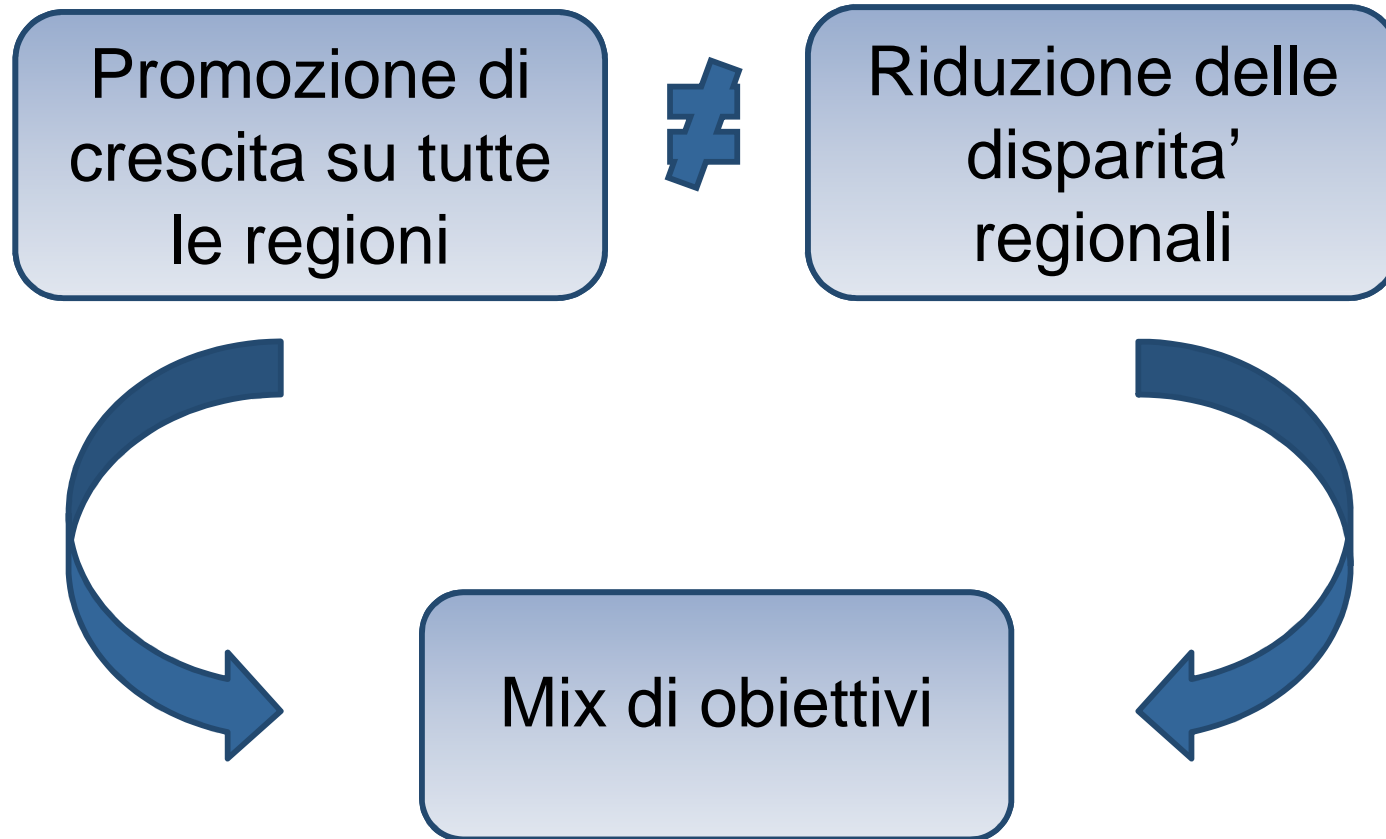 Promozione di
crescita su tutte
le regioni
≠
Riduzione delle
disparita’
regionali
Mix di obiettivi